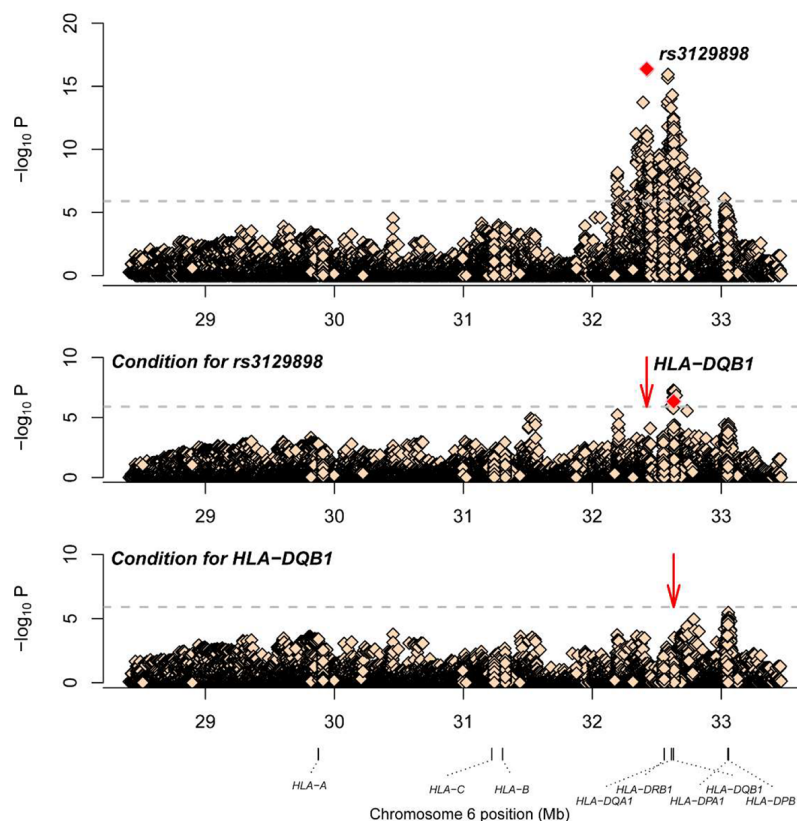 20
rs3129898
15
−log10 P
10
5
0
29 30 31 32 33
10
Condition for rs3129898 HLA−DQB1
−log10 P
5
0
29 30 31 32 33
10
Condition for HLA−DQB1
−log10 P
5
0
29 30 31 32 33
HLA−A HLA−C HLA−B HLA−DRB1 HLA−DQB1
HLA−DQA1 HLA−DPA1 HLA−DPB
Chromosome 6 position (Mb)